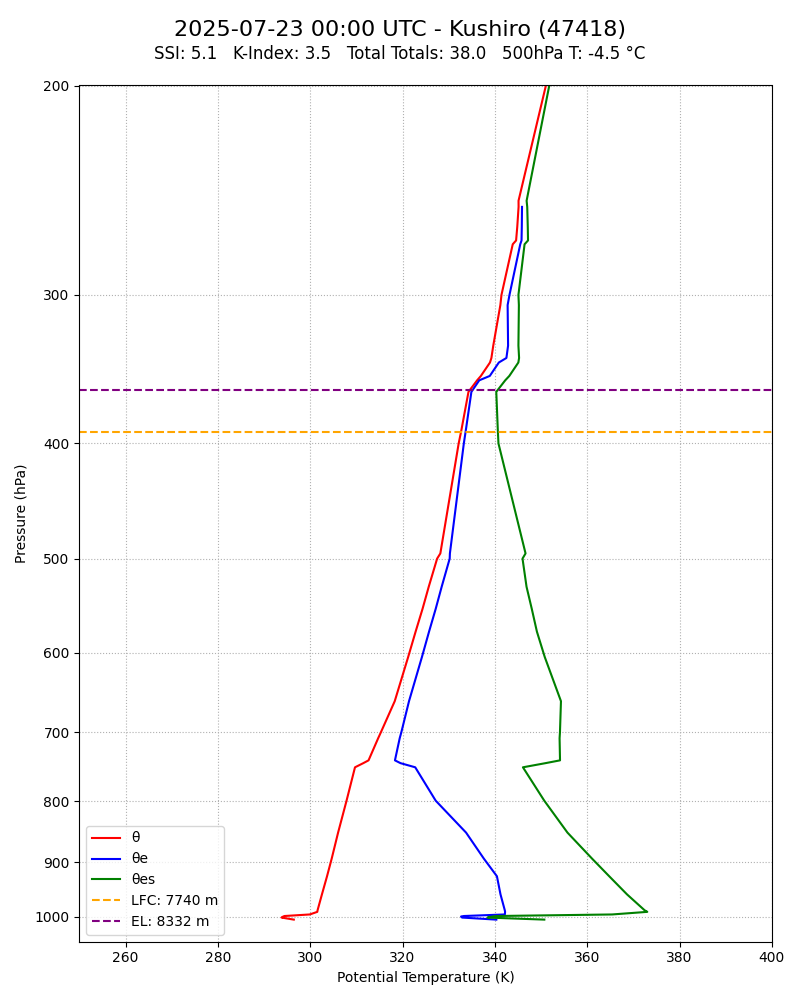 2025-07-23 00:00 UTC - Kushiro (47418)
SSI: 5.1   K-Index: 3.5   Total Totals: 38.0   500hPa T: -4.5 °C
200
300
400
500
600
700
800
900
1000
Pressure (hPa)
θ
θe
θes
LFC: 7740 m
EL: 8332 m
260 280 300 320 340 360 380 400
Potential Temperature (K)